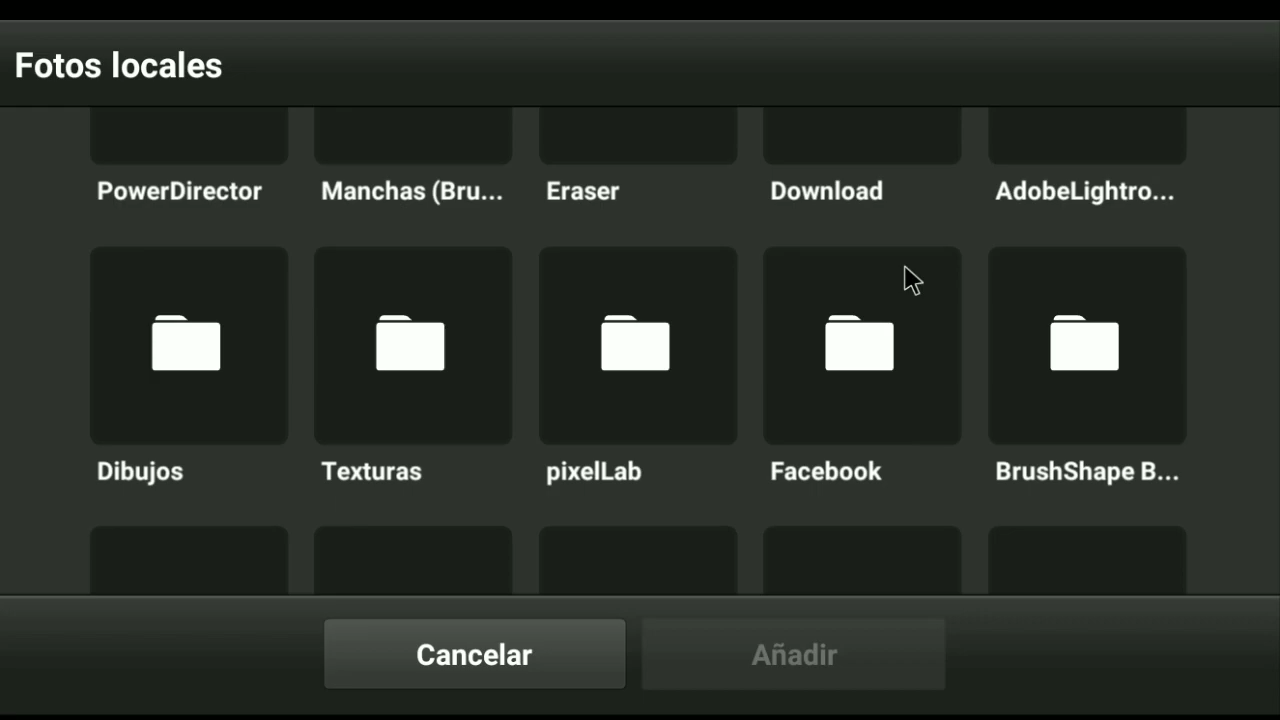 Fotos locales
PowerDirector
Manchas (Bru...
Eraser
Download
AdobeLightro...
Dibujos
Texturas
pixelLab
Facebook
BrushShape B...
Cancelar
Añadir